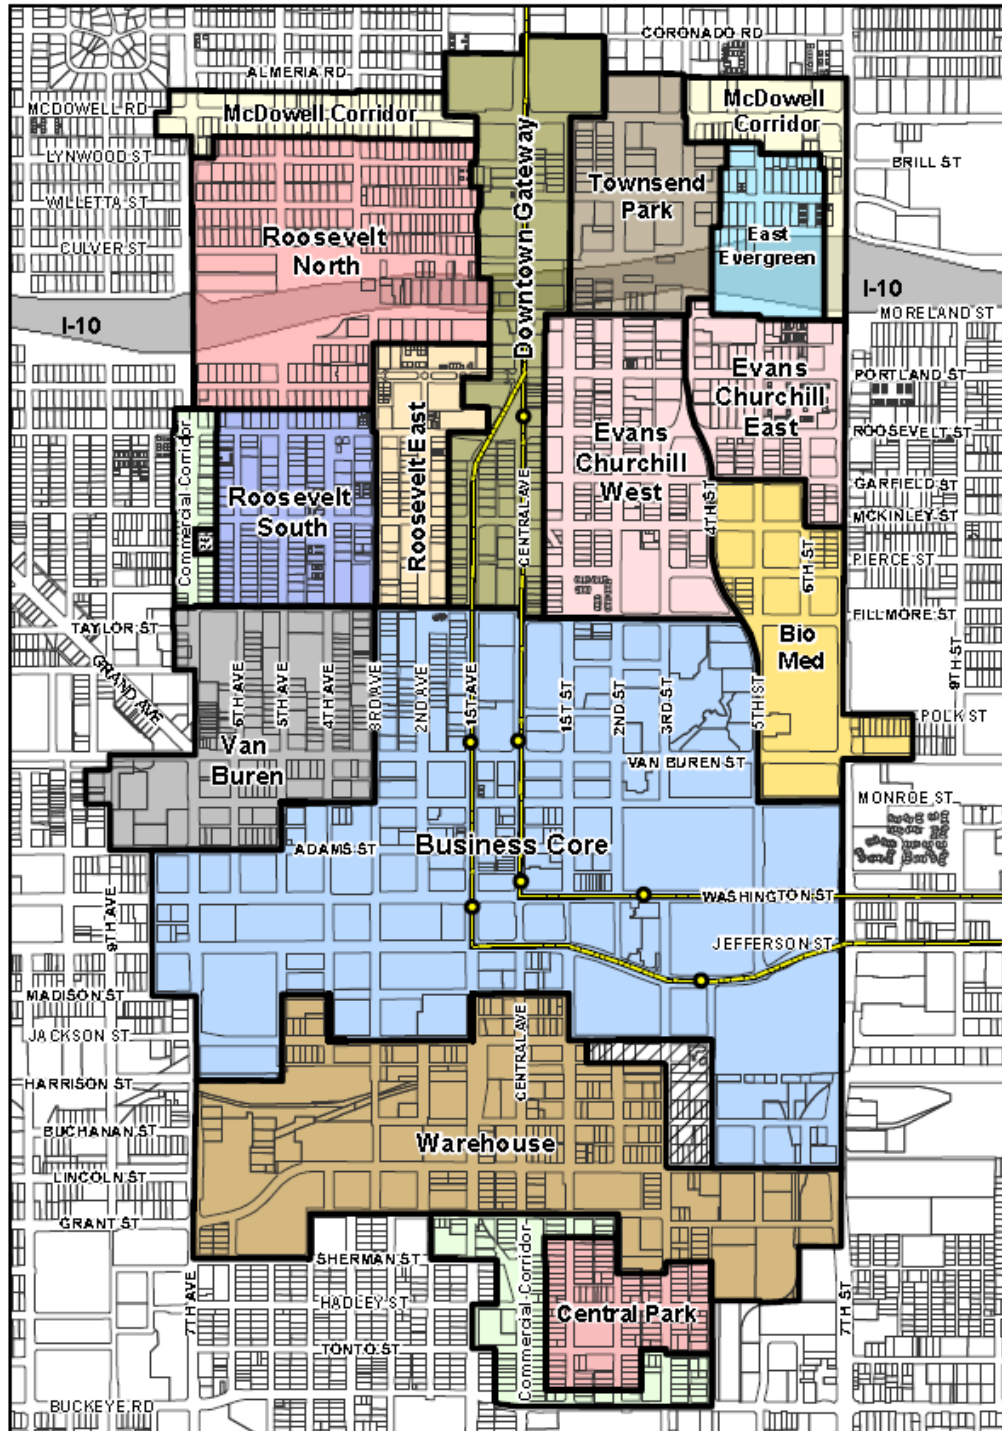 CORONADO RD
ALMERIA RD
MCDOWELL RD
McDowell Corridor
McDowell
Corridor
LYNWOOD ST
BRILL ST
WILLETTA ST
Townsend
Park
Downtown Gateway
CULVER ST
Roosevelt
North
East
Evergreen
I-10
I-10
MORELAND ST
PORTLAND ST
Evans
Churchill
East
ROOSEVELT ST
Evans
Churchill
West
Roosevelt East
Commercial-Corridor
Roosevelt
South
CENTRAL AVE
4TH ST
GARFIELD ST
MCKINLEY ST
6TH ST
PIERCE ST
FILLMORE ST
TAYLOR ST
GRAND AVE
Bio
Med
9TH ST
6TH AVE
5TH AVE
4TH AVE
3RD AVE
2ND AVE
1ST AVE
1ST ST
2ND ST
3RD ST
5TH ST
POLK ST
Van
Buren
VAN BUREN ST
MONROE ST
ADAMS ST
Business Core
WASHINGTON ST
9TH AVE
JEFFERSON ST
MADISON ST
JACKSON ST
CENTRAL AVE
HARRISON ST
BUCHANAN ST
Warehouse
LINCOLN ST
GRANT ST
SHERMAN ST
Commercial-Corridor
7TH AVE
HADLEY ST
Central Park
7TH ST
TONTO ST
BUCKEYE RD